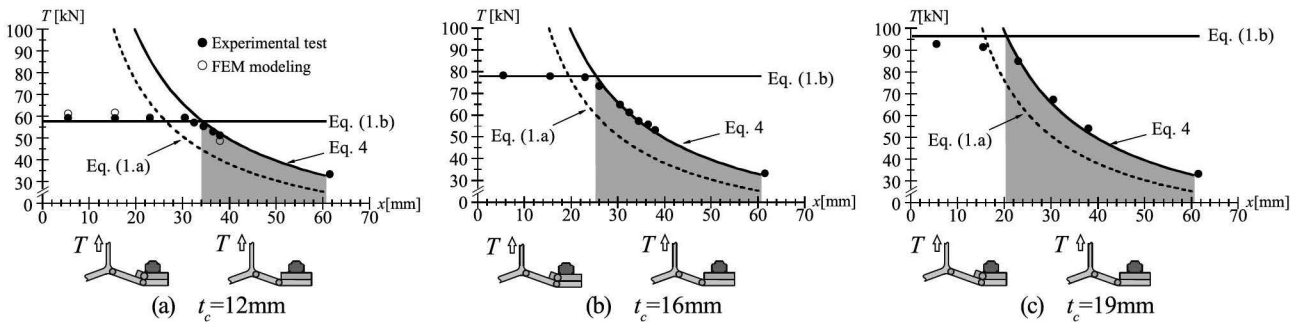 T [kN]
100
90
80
70
60
50
40
30
0
0 10 20 30 40 50 60 70
x[mm]
Experimental test
FEM modeling
Eq. (1.b)
Eq. 4
Eq. (1.a)
T
T
(a) t_c=12mm
T [kN]
100
90
80
70
60
50
40
30
0
0 10 20 30 40 50 60 70
x[mm]
Eq. (1.b)
Eq. 4
Eq. (1.a)
T
T
(b) t_c=16mm
T [kN]
100
90
80
70
60
50
40
30
0
0 10 20 30 40 50 60 70
x[mm]
Eq. (1.b)
Eq. 4
Eq. (1.a)
T
T
(c) t_c=19mm